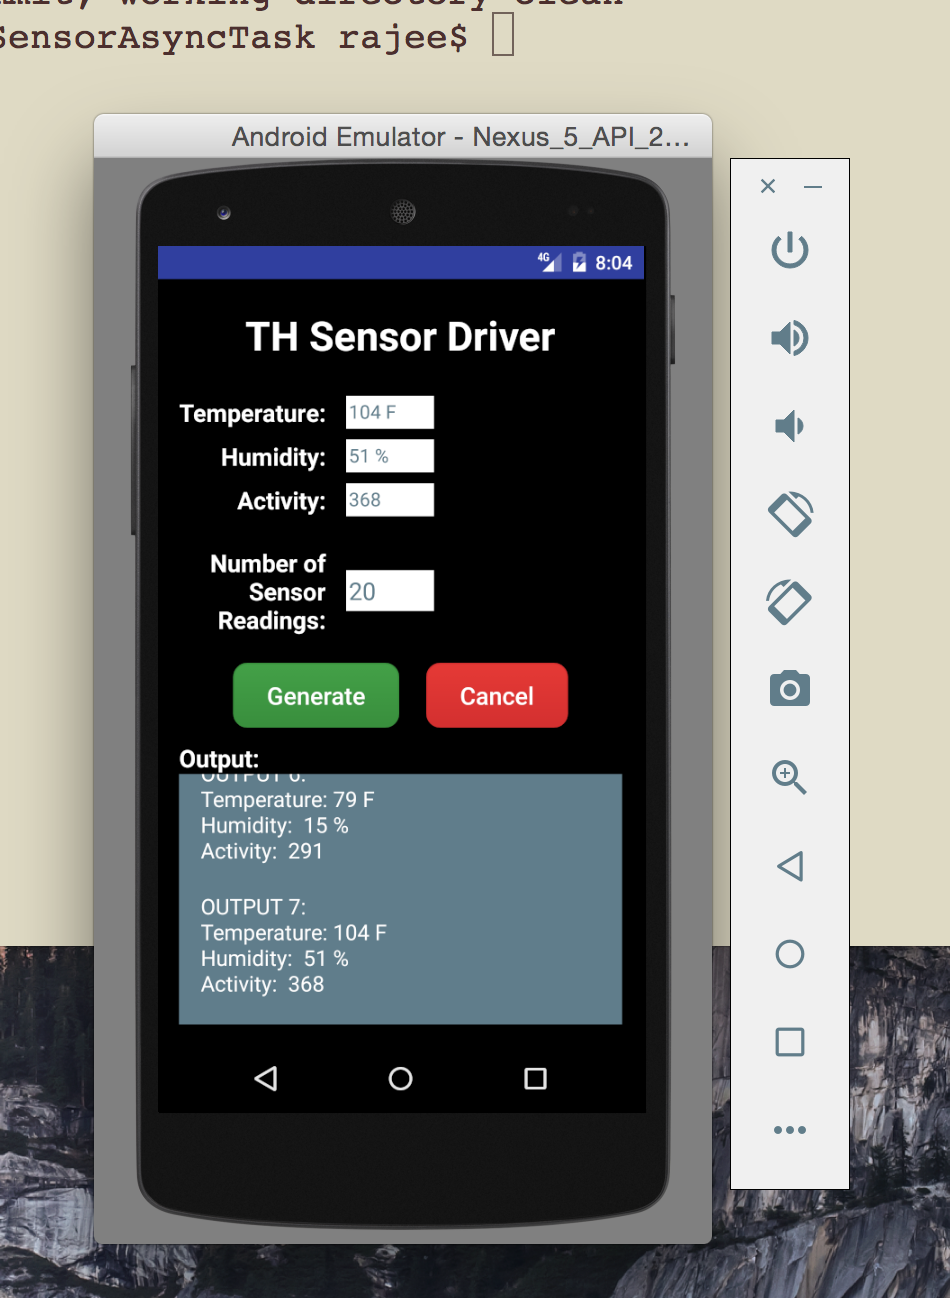 working directory clean
SensorAsyncTask rajee$
Android Emulator - Nexus_5_API_2...
4G 8:04
TH Sensor Driver
Temperature: 104 F
Humidity: 51 %
Activity: 368
Number of
Sensor 20
Readings:
Generate Cancel
Output:
OUTPUT 6:
Temperature: 79 F
Humidity: 15 %
Activity: 291
OUTPUT 7:
Temperature: 104 F
Humidity: 51 %
Activity: 368